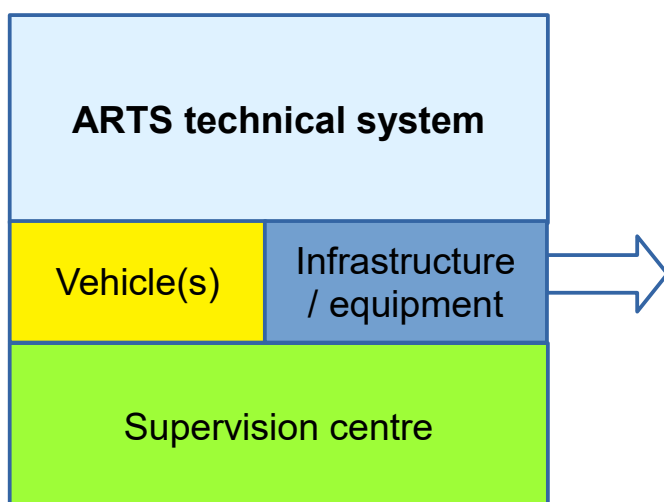 ARTS technical system
Vehicle(s)
Infrastructure
/ equipment
Supervision centre